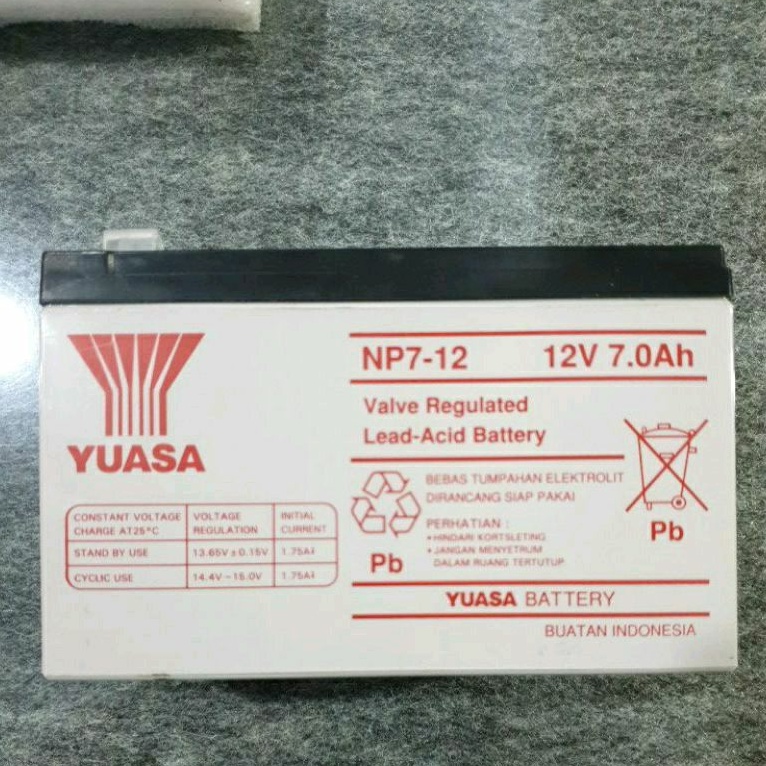 YUASA
NP7-12 12V 7.0Ah
Valve Regulated
Lead-Acid Battery
BEBAS TUMPAHAN ELEKTROLIT
DIRANCANG SIAP PAKAI
PERHATIAN :
• HINDARI KORTSLETING
• JANGAN MENYETRUM
DALAM RUANG TERTUTUP
Pb
Pb
CONSTANT VOLTAGE VOLTAGE INITIAL
CHARGE AT25°C REGULATION CURRENT
STAND BY USE 13.65V±0.15V 1.75A
CYCLIC USE 14.4V~15.0V 1.75A
YUASA BATTERY
BUATAN INDONESIA